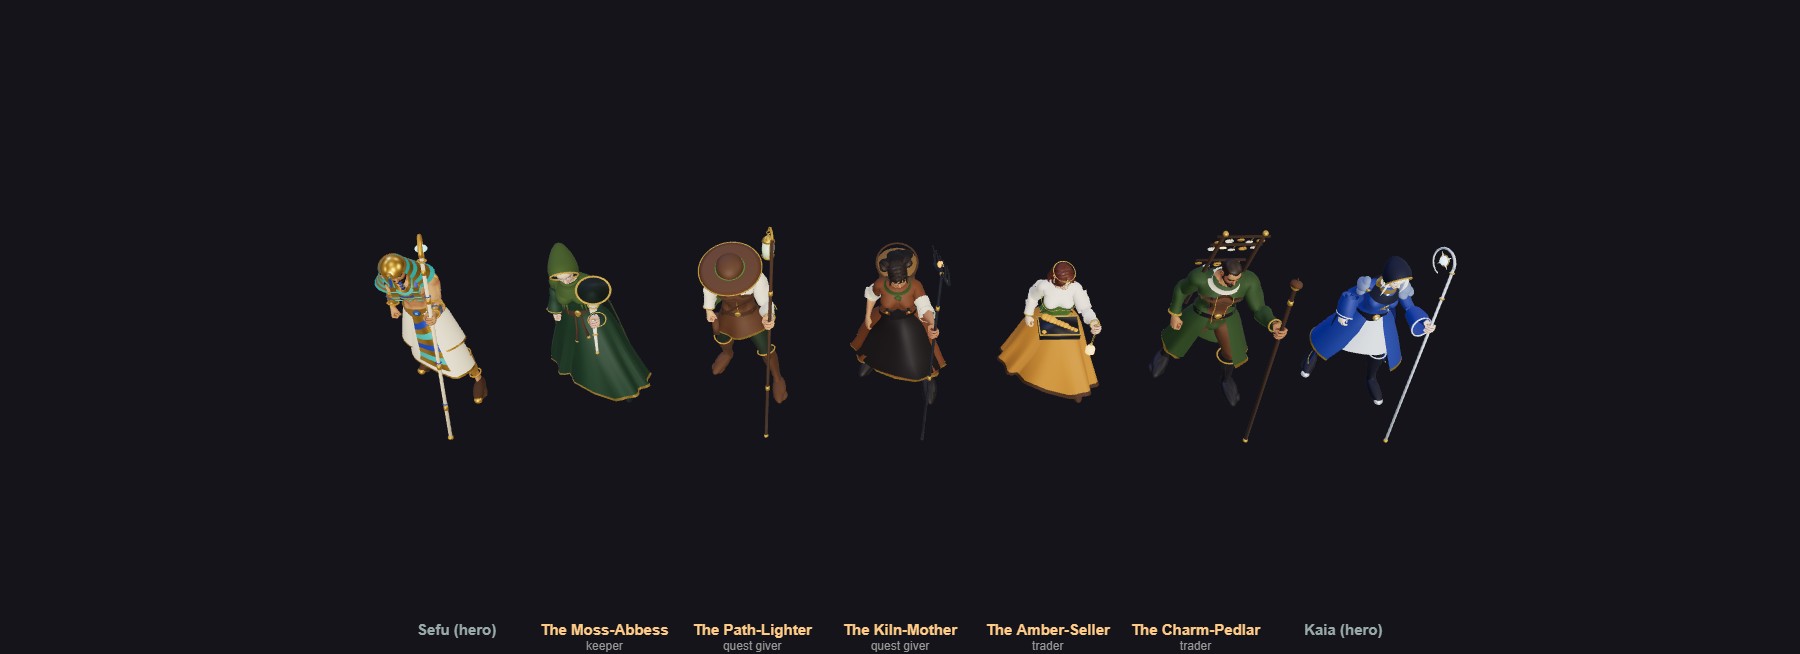 Sefu (hero)
The Moss-Abbess
keeper
The Path-Lighter
quest giver
The Kiln-Mother
quest giver
The Amber-Seller
trader
The Charm-Pedlar
trader
Kaia (hero)